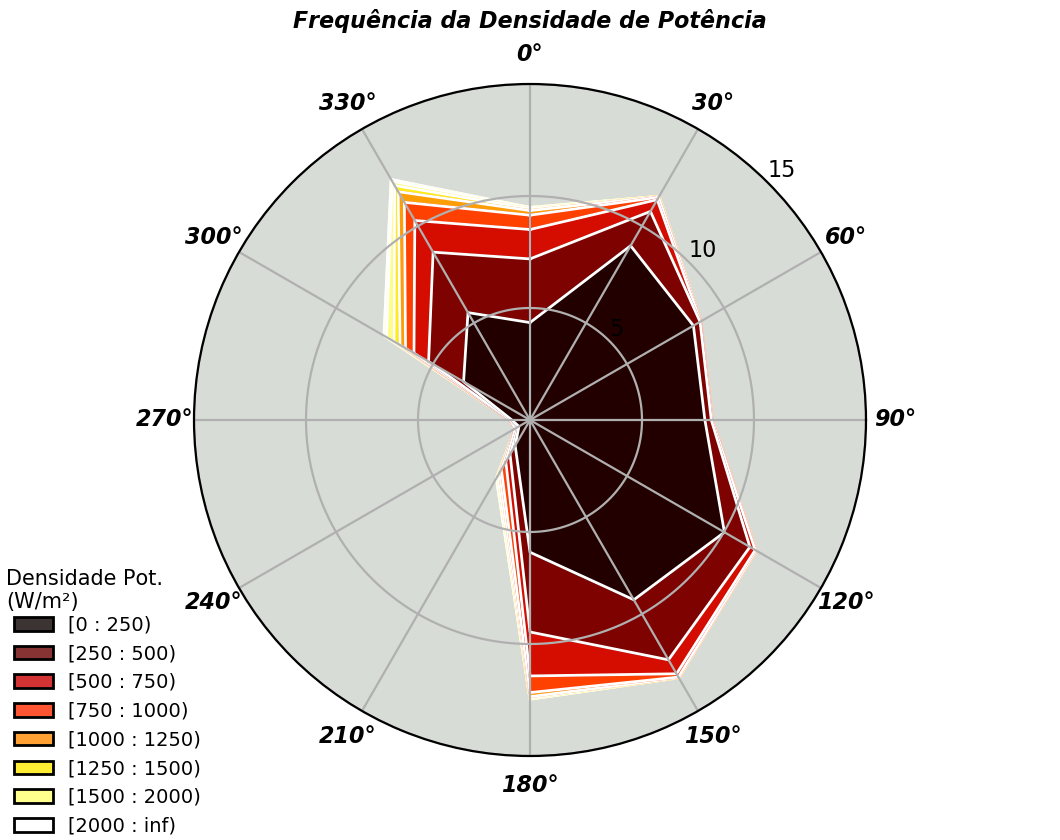 Frequência da Densidade de Potência
0°
330°
30°
15
300°
60°
10
5
270°
90°
240°
120°
210°
150°
180°
Densidade Pot.
(W/m²)
[0 : 250)
[250 : 500)
[500 : 750)
[750 : 1000)
[1000 : 1250)
[1250 : 1500)
[1500 : 2000)
[2000 : inf)